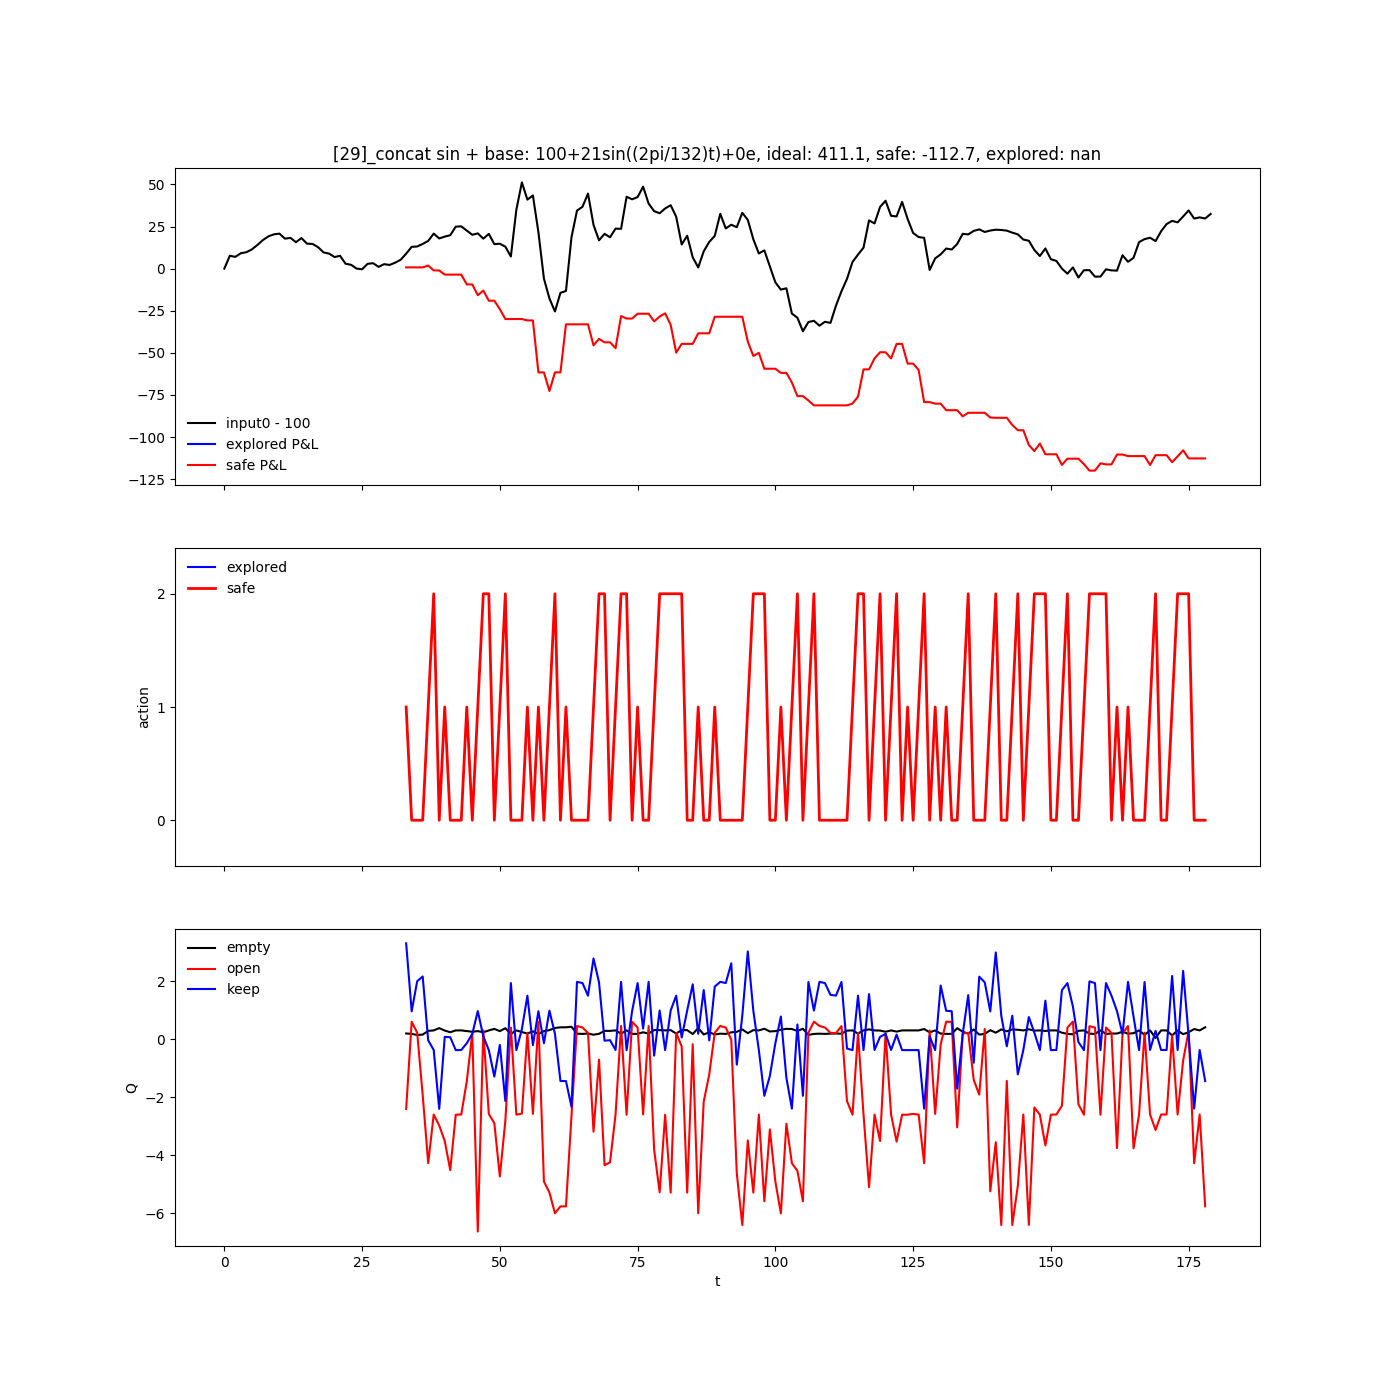 [29]_concat sin + base: 100+21sin((2pi/132)t)+0e, ideal: 411.1, safe: -112.7, explored: nan
50
25
0
−25
−50
−75
−100
−125
input0 - 100
explored P&L
safe P&L
explored
safe
2
1
0
action
empty
open
keep
2
0
−2
−4
−6
Q
0 25 50 75 100 125 150 175
t